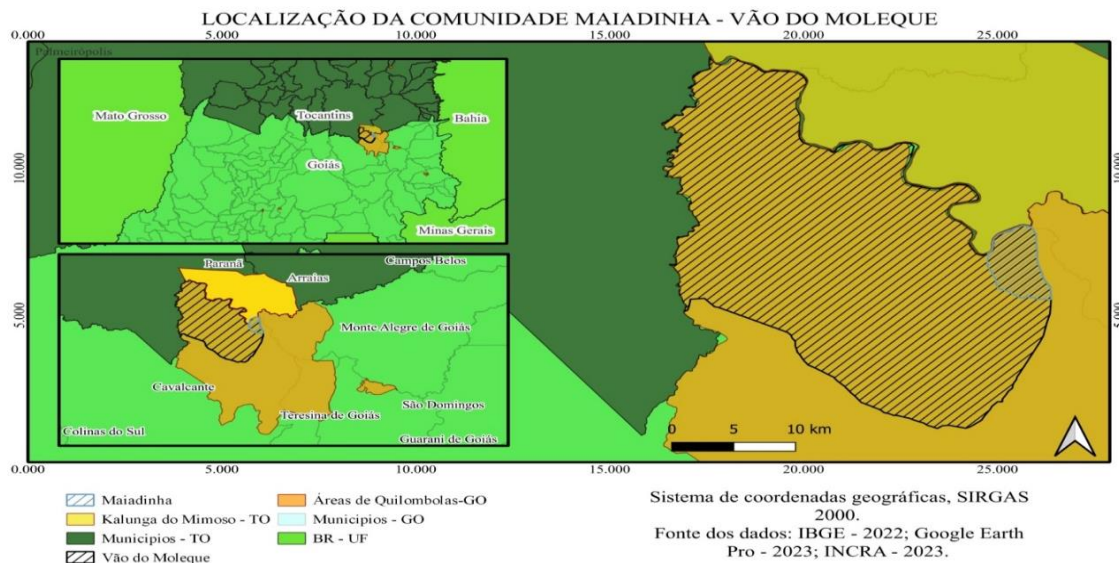 LOCALIZAÇÃO DA COMUNIDADE MAIADINHA - VÃO DO MOLEQUE
0.000 5.000 10.000 15.000 20.000 25.000
Palmeirópolis
Mato Grosso
Tocantins
Bahia
Goiás
Minas Gerais
10.000
10.000
Paranã
Campos Belos
Arraias
Monte Alegre de Goiás
5.000
5.000
Cavalcante
São Domingos
Teresina de Goiás
Colinas do Sul
Guarani de Goiás
0 5 10 km
0.000 5.000 10.000 15.000 20.000 25.000
Maiadinha
Kalunga do Mimoso - TO
Municipios - TO
Vão do Moleque
Áreas de Quilombolas-GO
Municipios - GO
BR - UF
Sistema de coordenadas geográficas, SIRGAS
2000.
Fonte dos dados: IBGE - 2022; Google Earth
Pro - 2023; INCRA - 2023.